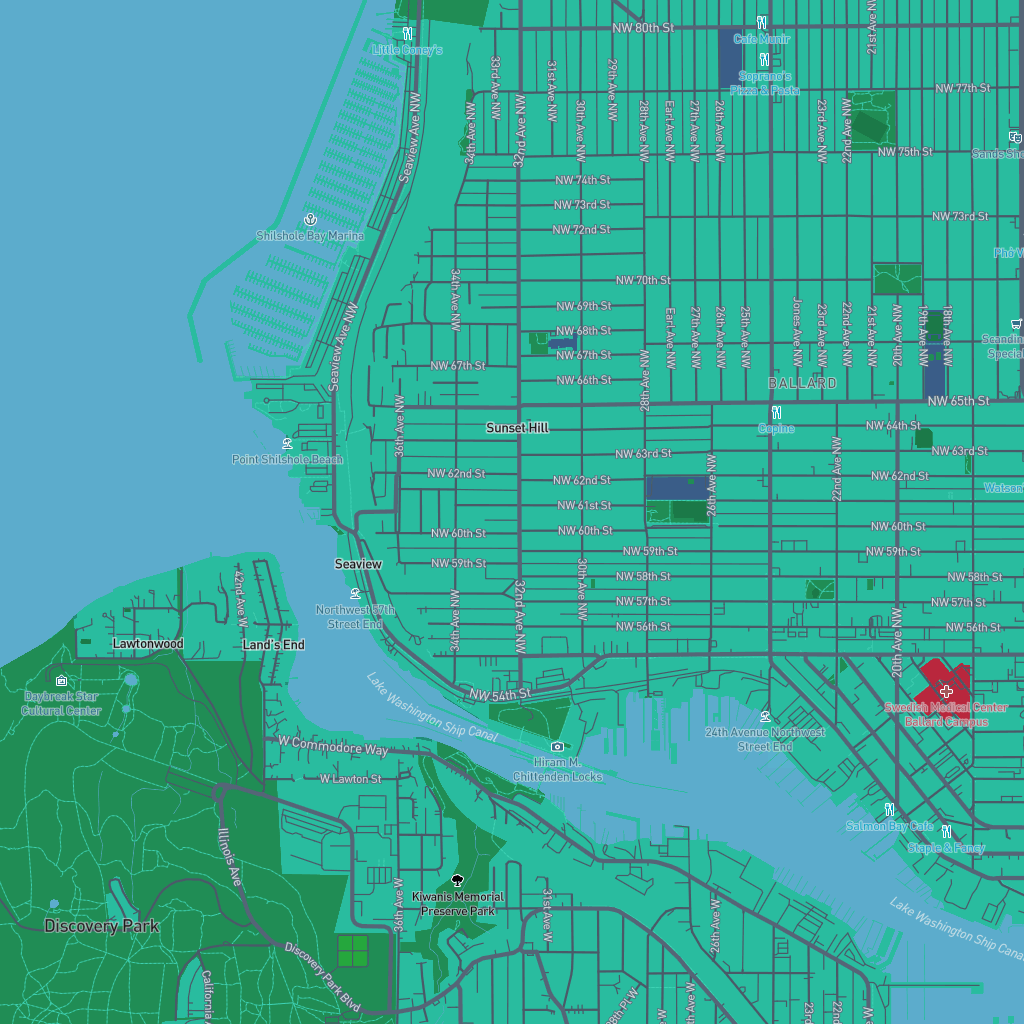 NW 80th St
Cafe Munir
21st Ave NW
Little Coney's
Soprano's
Pizza & Pasta
33rd Ave NW
31st Ave NW
29th Ave NW
NW 77th St
Seaview Ave NW
34th Ave NW
32nd Ave NW
30th Ave NW
28th Ave NW
Earl Ave NW
27th Ave NW
26th Ave NW
23rd Ave NW
22nd Ave NW
NW 75th St
NW 74th St
NW 73rd St
NW 73rd St
Shilshole Bay Marina
NW 72nd St
NW 70th St
34th Ave NW
NW 69th St
NW 68th St
Seaview Ave NW
Earl Ave NW
27th Ave NW
26th Ave NW
25th Ave NW
Jones Ave NW
23rd Ave NW
22nd Ave NW
21st Ave NW
20th Ave NW
19th Ave NW
18th Ave NW
NW 67th St
NW 67th St
NW 66th St
28th Ave NW
BALLARD
NW 65th St
36th Ave NW
Sunset Hill
Copine
NW 64th St
Point Shilshole Beach
NW 63rd St
NW 63rd St
NW 62nd St
NW 62nd St
NW 62nd St
26th Ave NW
22nd Ave NW
NW 61st St
NW 60th St
NW 60th St
NW 60th St
Seaview
NW 59th St
NW 59th St
NW 59th St
NW 58th St
NW 58th St
42nd Ave W
Northwest 57th
Street End
34th Ave NW
32nd Ave NW
30th Ave NW
NW 57th St
NW 57th St
NW 56th St
NW 56th St
20th Ave NW
Lawtonwood
Land's End
Daybreak Star
Cultural Center
Lake Washington Ship Canal
NW 54th St
Swedish Medical Center
Ballard Campus
24th Avenue Northwest
Street End
W Commodore Way
Hiram M.
Chittenden Locks
W Lawton St
Illinois Ave
Salmon Bay Cafe
Staple & Fancy
Kiwanis Memorial
Preserve Park
36th Ave W
31st Ave W
26th Ave W
Lake Washington Ship Cana
Discovery Park
Discovery Park Blvd
California